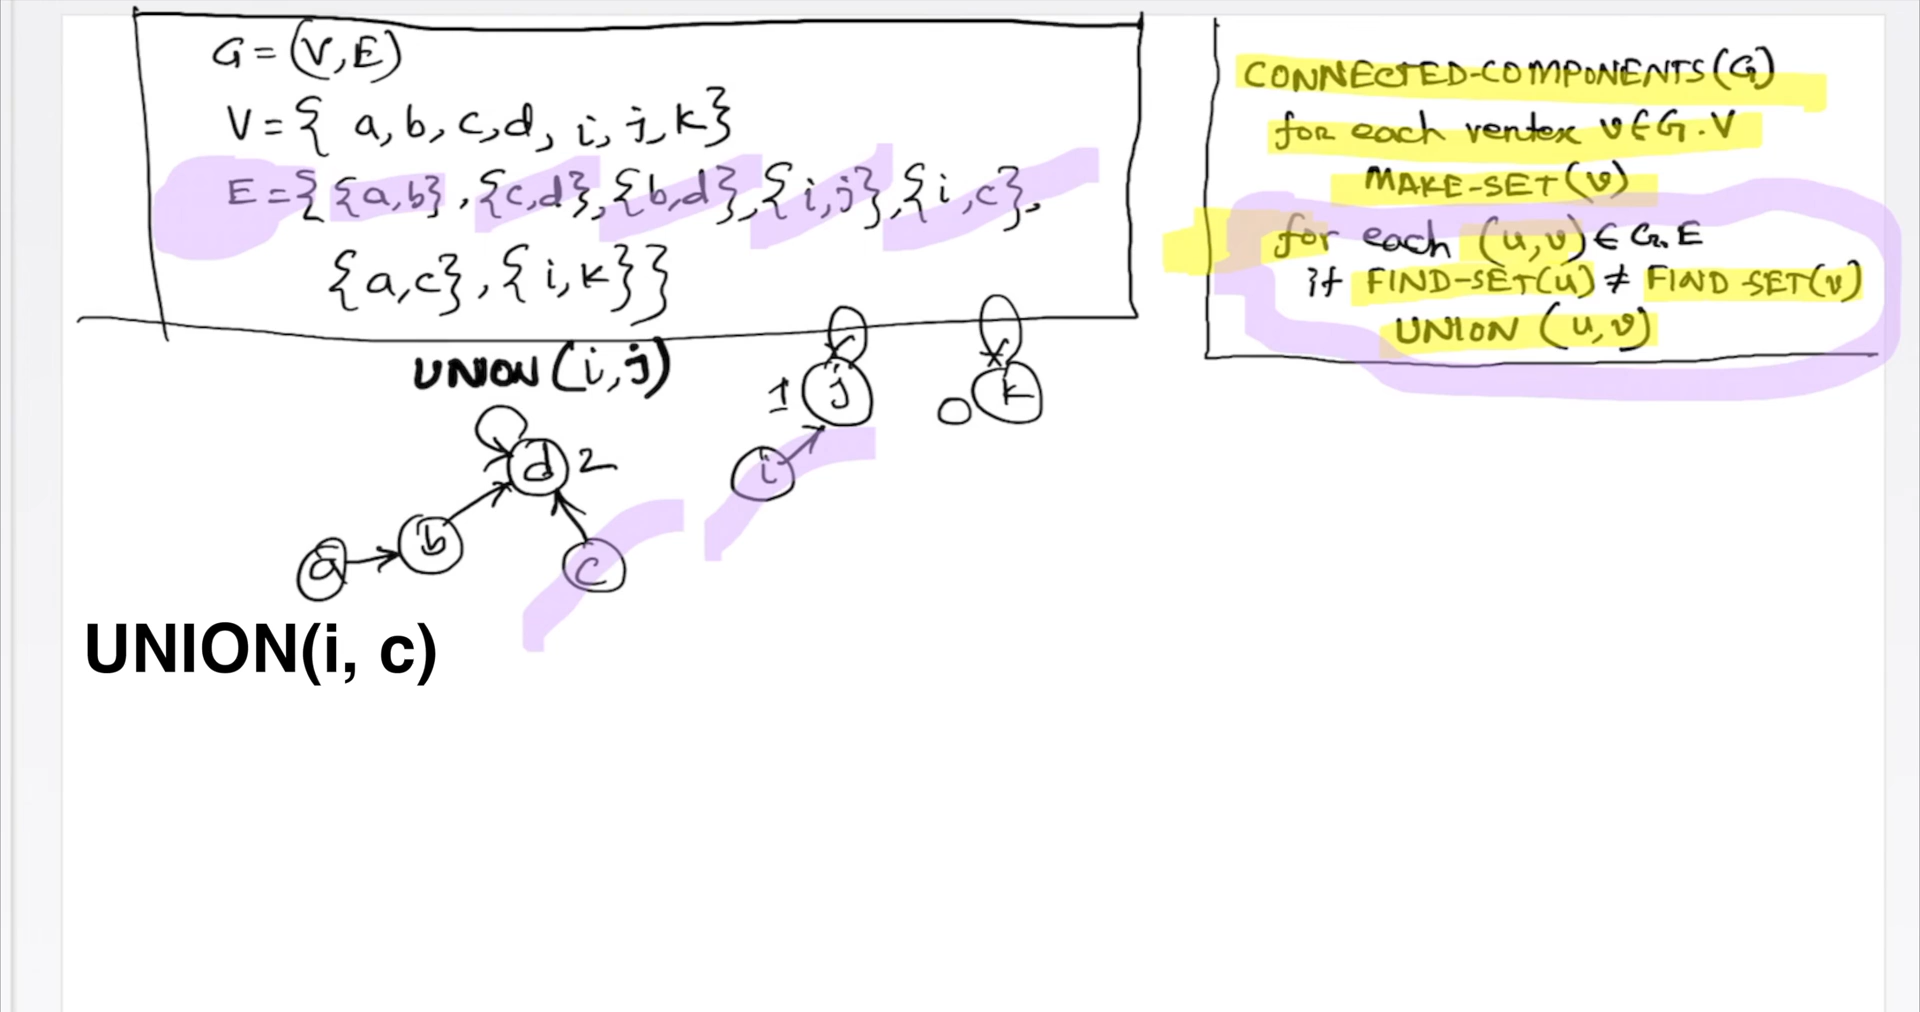 G = (V,E)
V = { a, b, c, d, i, j, k}
E = { {a,b}, {c,d}, {b,d}, {i,j}, {i,c},
{a,c}, {i,k}}
CONNECTED-COMPONENTS(G)
for each vertex v ∈ G.V
MAKE-SET(v)
for each (u,v) ∈ G.E
if FIND-SET(u) ≠ FIND-SET(v)
UNION (u,v)
UNION (i,j)
1 j
0 k
d 2
i
b
a
c
UNION(i, c)